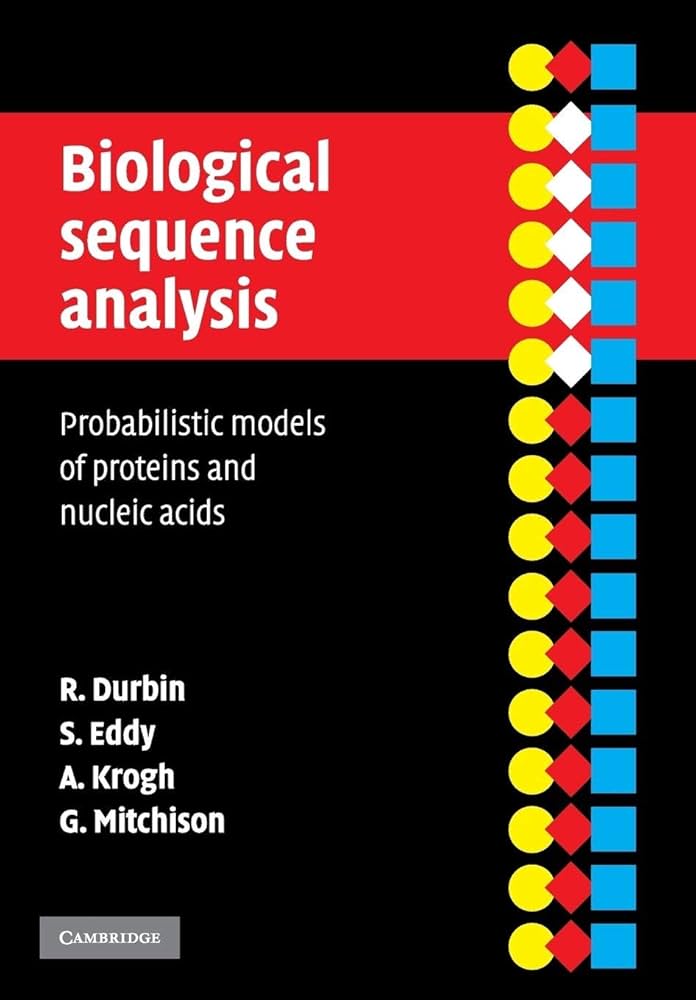 Biological
sequence
analysis
Probabilistic models
of proteins and
nucleic acids
R. Durbin
S. Eddy
A. Krogh
G. Mitchison
CAMBRIDGE